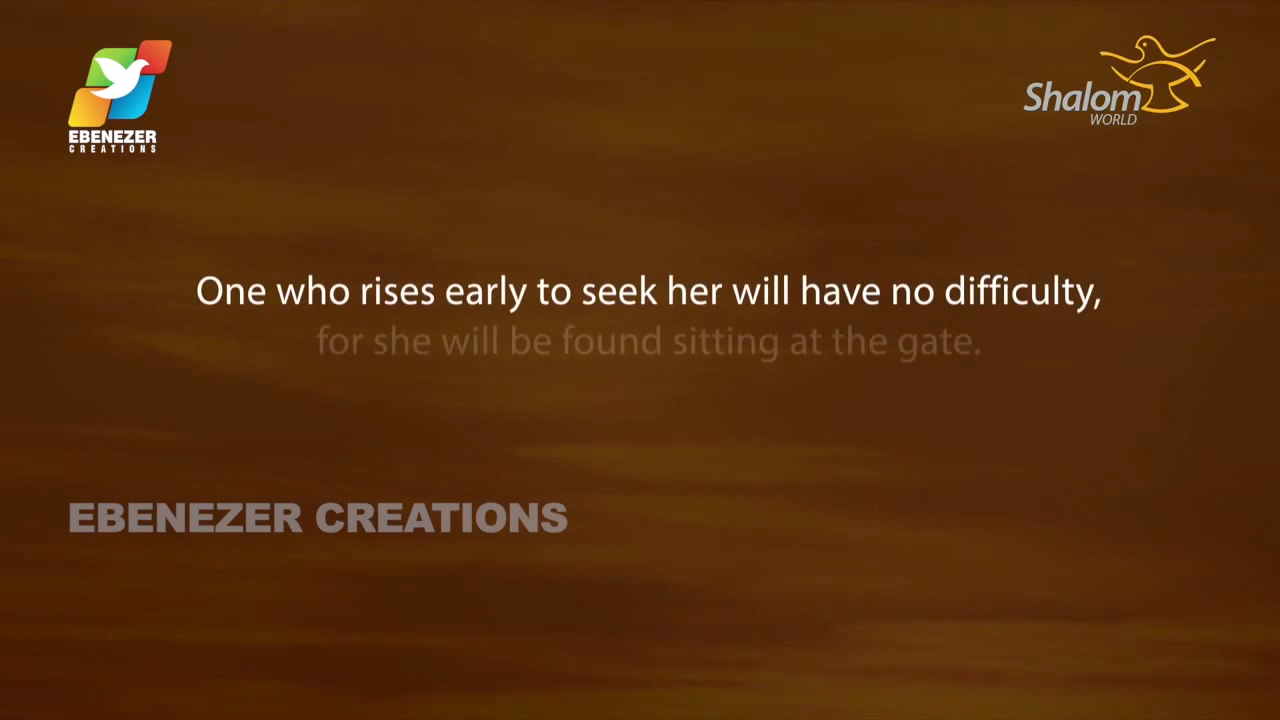 EBENEZER
CREATIONS
Shalom
WORLD
One who rises early to seek her will have no difficulty,
for she will be found sitting at the gate.
EBENEZER CREATIONS